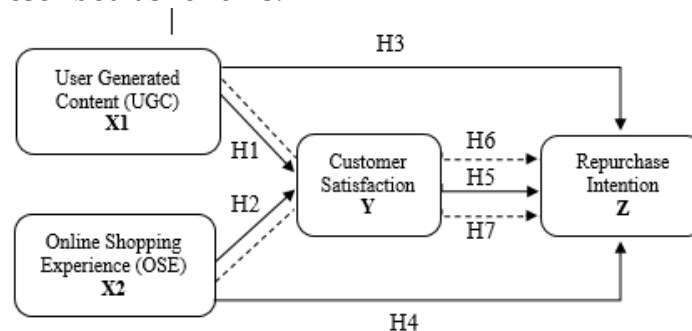 H3
User Generated
Content (UGC)
X1
H1
H6
Customer
Satisfaction
Y
H5
Repurchase
Intention
Z
H2
H7
Online Shopping
Experience (OSE)
X2
H4